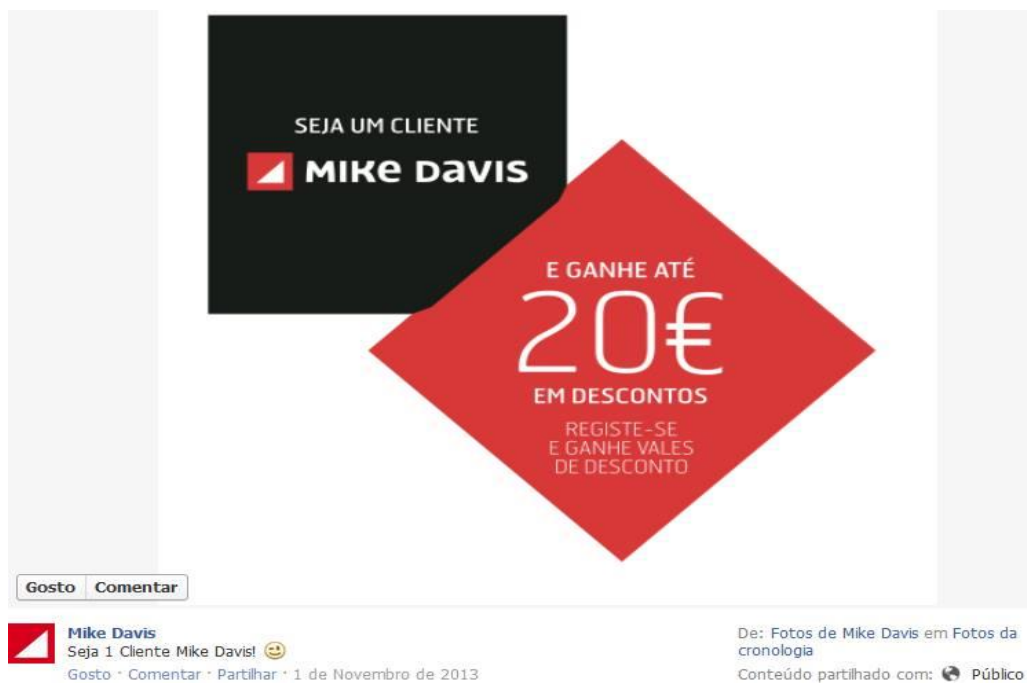 SEJA UM CLIENTE
MIKE DAVIS
E GANHE ATÉ
20€
EM DESCONTOS
REGISTE-SE
E GANHE VALES
DE DESCONTO
Gosto Comentar
Mike Davis
Seja 1 Cliente Mike Davis!
Gosto · Comentar · Partilhar · 1 de Novembro de 2013
De: Fotos de Mike Davis em Fotos da
cronologia
Conteúdo partilhado com: Público